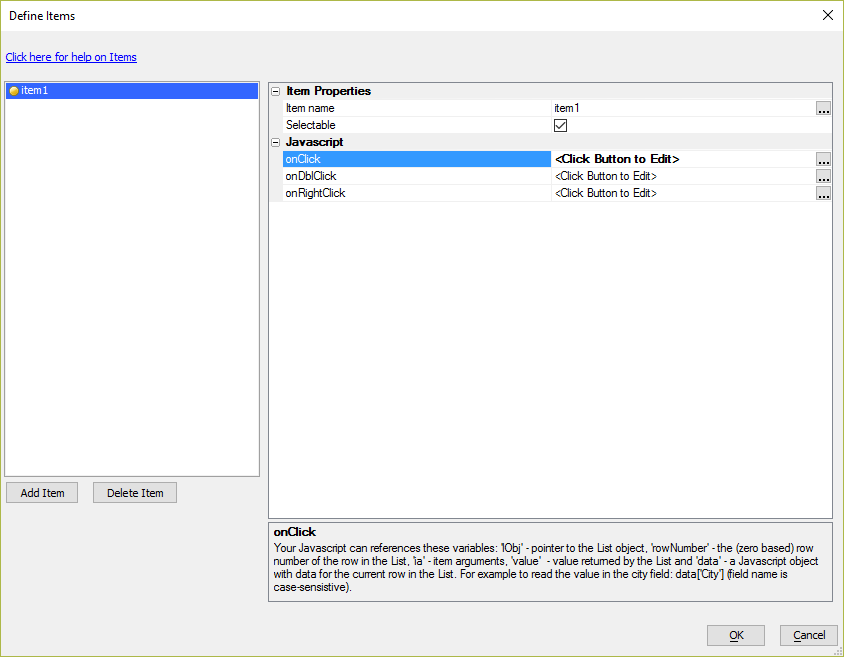 Define Items
Click here for help on Items
item1
Item Properties
Item name item1 ...
Selectable
Javascript
onClick <Click Button to Edit> ...
onDblClick <Click Button to Edit> ...
onRightClick <Click Button to Edit> ...
Add Item Delete Item
onClick
Your Javascript can references these variables: 'lObj' - pointer to the List object, 'rowNumber' - the (zero based) row
number of the row in the List, 'ia' - item arguments, 'value'  - value returned by the List and 'data' - a Javascript object
with data for the current row in the List. For example to read the value in the city field: data['City'] (field name is
case-sensistive).
OK Cancel